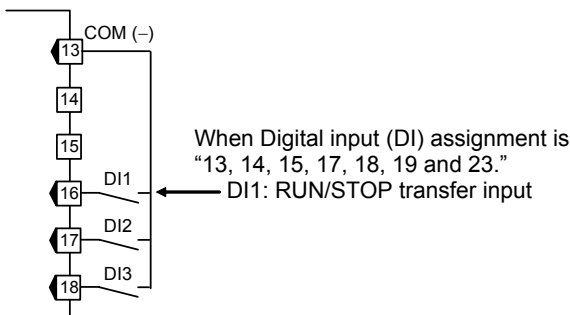 COM (−)
13
14
15
16 DI1
17 DI2
18 DI3
When Digital input (DI) assignment is
“13, 14, 15, 17, 18, 19 and 23.”
DI1: RUN/STOP transfer input